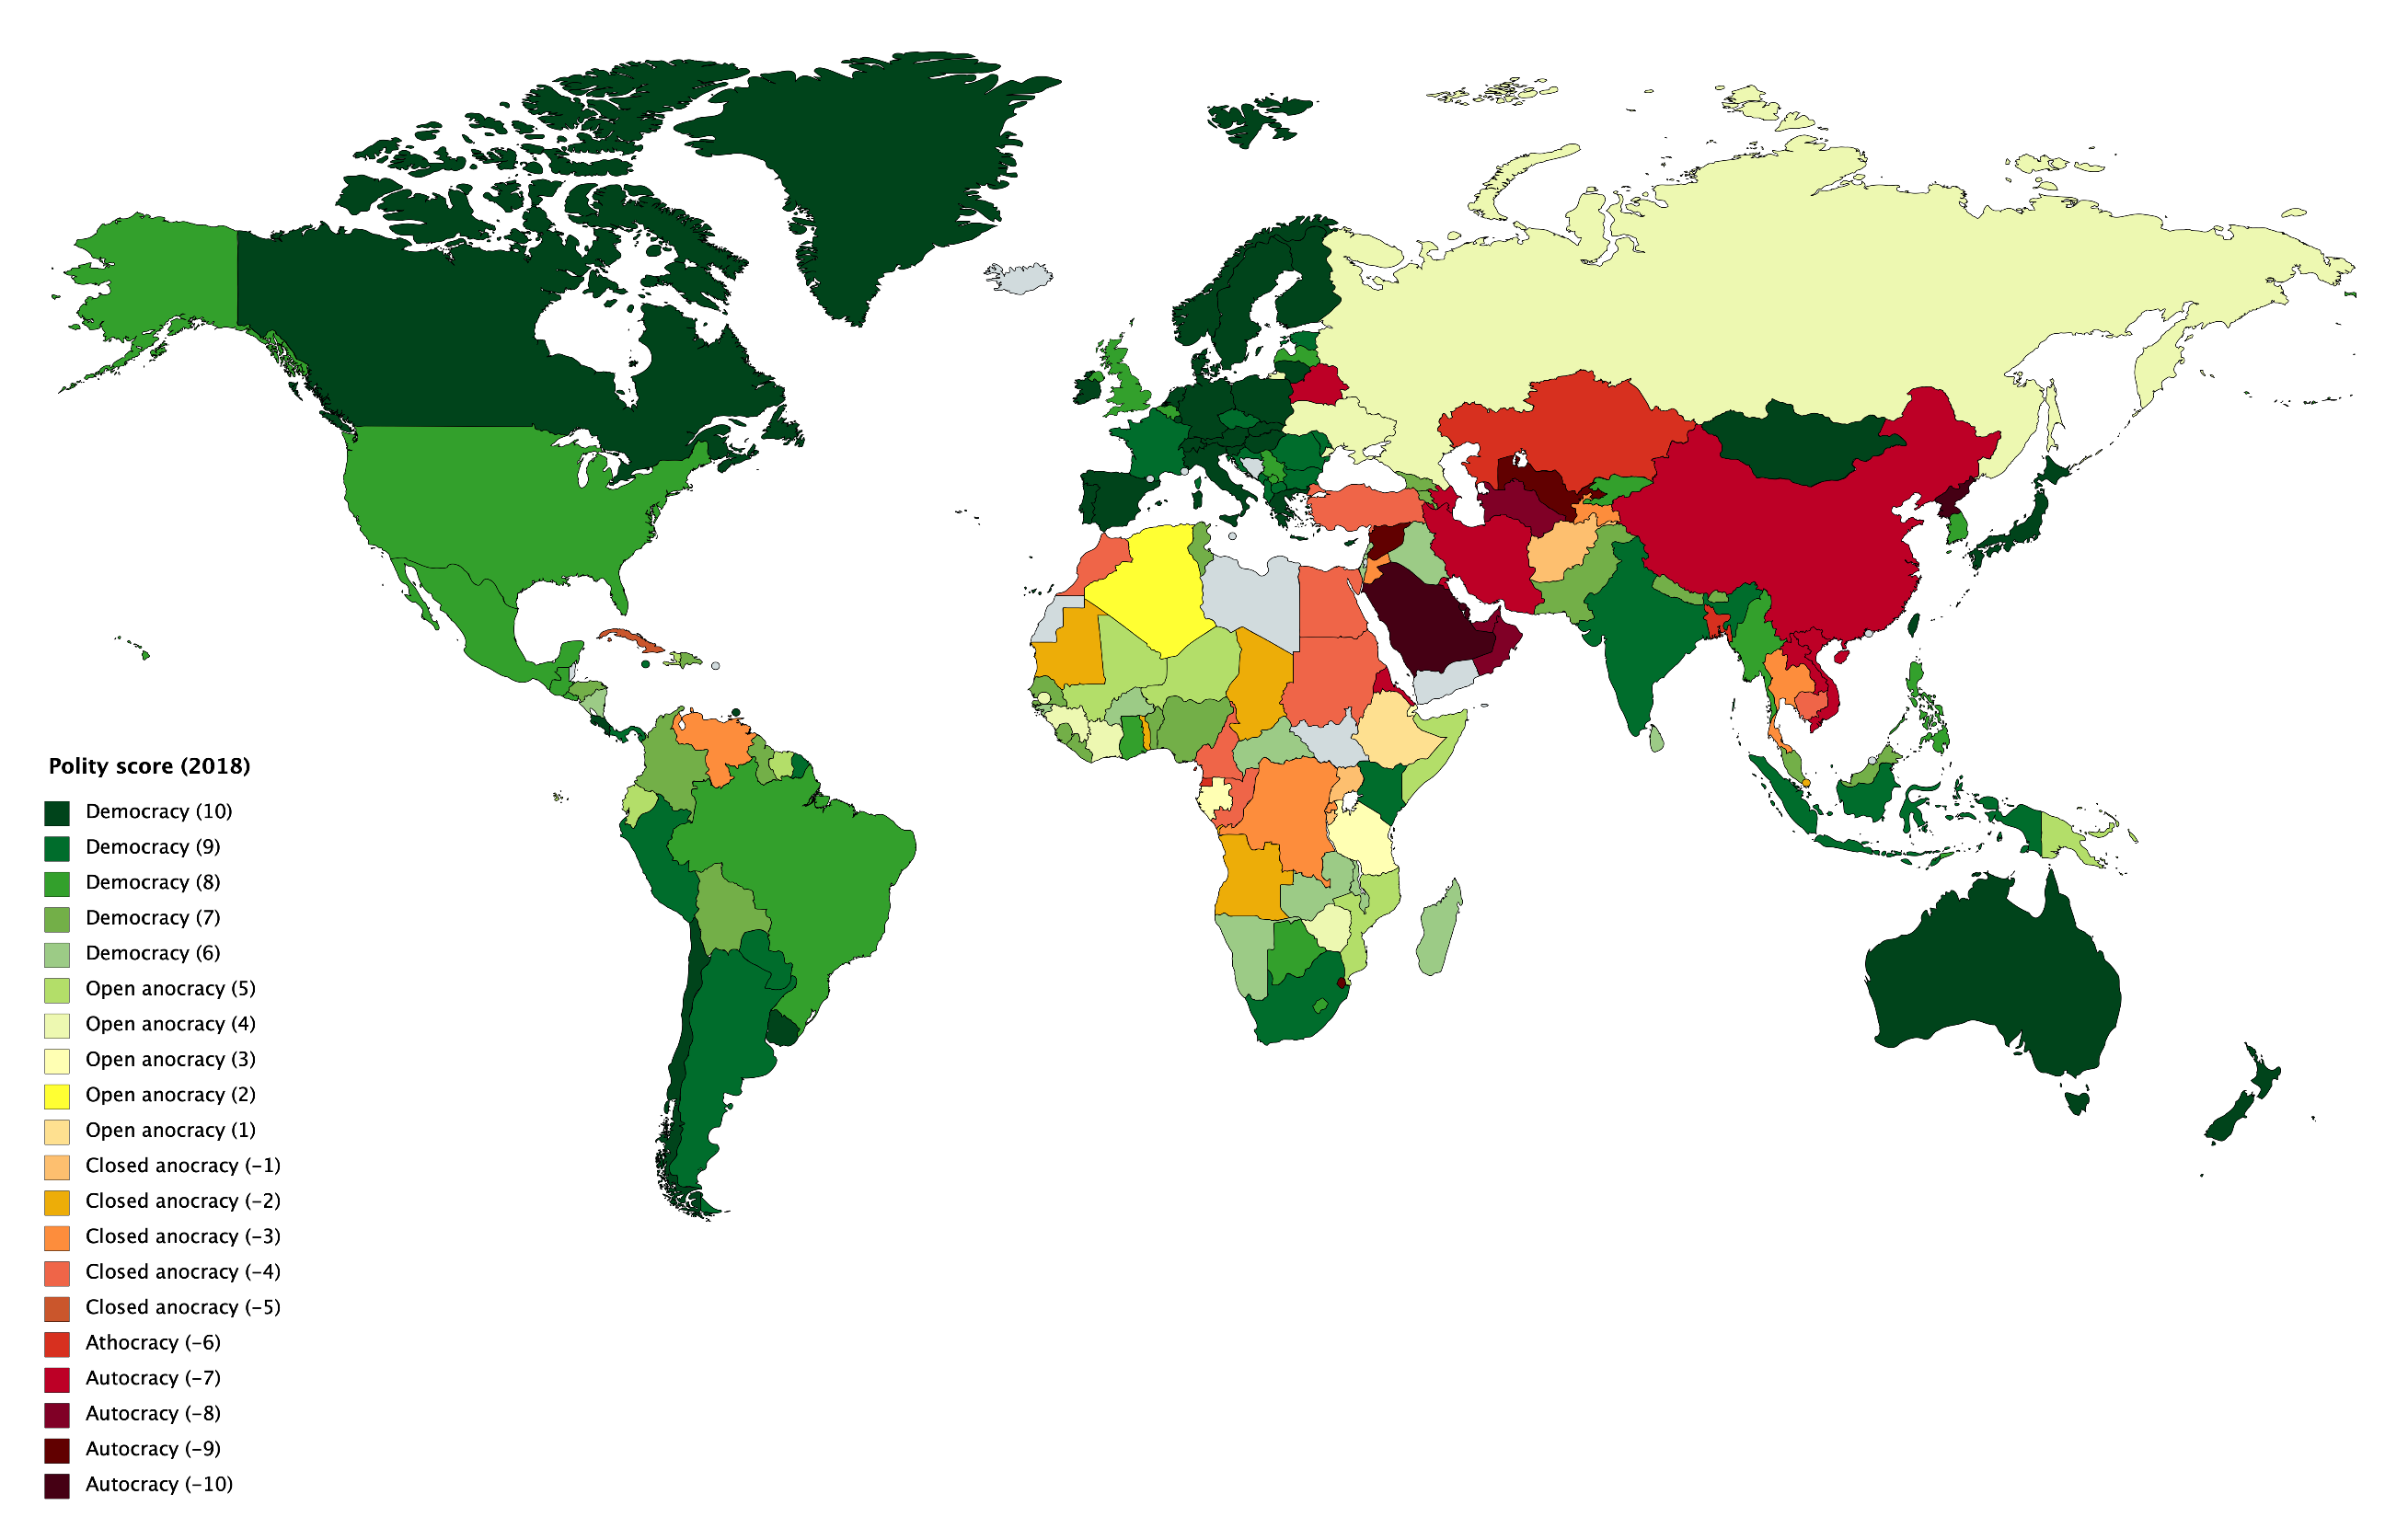 Polity score (2018)
Democracy (10)
Democracy (9)
Democracy (8)
Democracy (7)
Democracy (6)
Open anocracy (5)
Open anocracy (4)
Open anocracy (3)
Open anocracy (2)
Open anocracy (1)
Closed anocracy (−1)
Closed anocracy (−2)
Closed anocracy (−3)
Closed anocracy (−4)
Closed anocracy (−5)
Athocracy (−6)
Autocracy (−7)
Autocracy (−8)
Autocracy (−9)
Autocracy (−10)